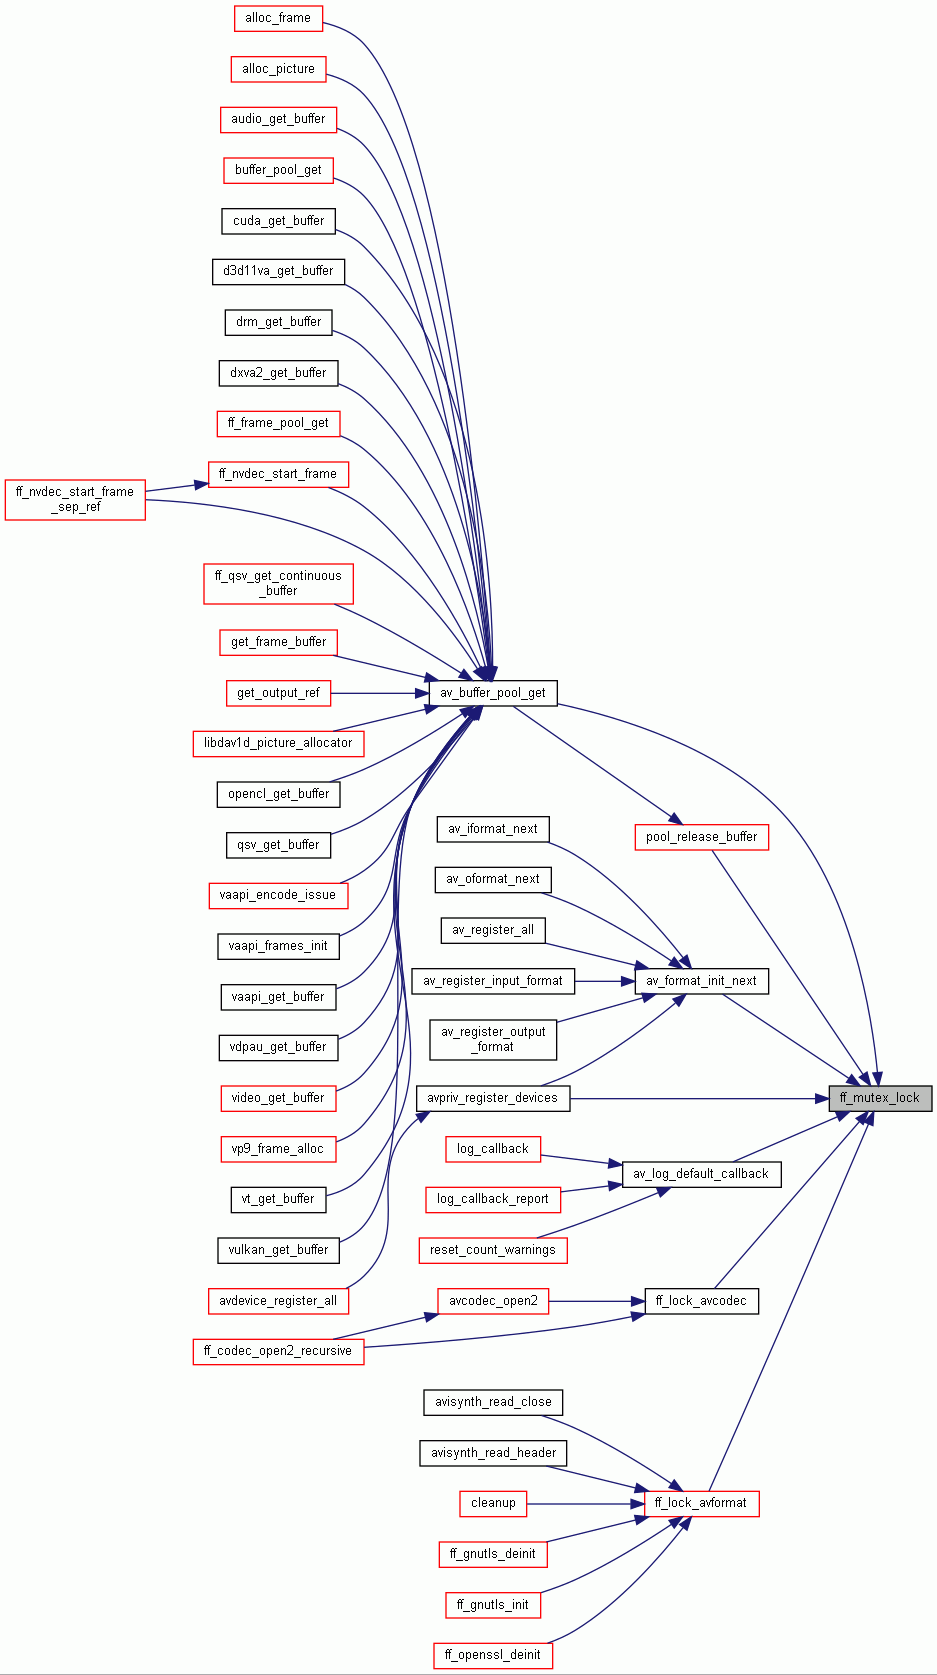 alloc_frame
alloc_picture
audio_get_buffer
buffer_pool_get
cuda_get_buffer
d3d11va_get_buffer
drm_get_buffer
dxva2_get_buffer
ff_frame_pool_get
ff_nvdec_start_frame
ff_nvdec_start_frame
_sep_ref
ff_qsv_get_continuous
_buffer
get_frame_buffer
get_output_ref
av_buffer_pool_get
libdav1d_picture_allocator
opencl_get_buffer
qsv_get_buffer
vaapi_encode_issue
vaapi_frames_init
vaapi_get_buffer
vdpau_get_buffer
video_get_buffer
vp9_frame_alloc
vt_get_buffer
vulkan_get_buffer
avdevice_register_all
ff_codec_open2_recursive
av_iformat_next
av_oformat_next
av_register_all
av_register_input_format
av_register_output
_format
avpriv_register_devices
log_callback
log_callback_report
reset_count_warnings
avcodec_open2
avisynth_read_close
avisynth_read_header
cleanup
ff_gnutls_deinit
ff_gnutls_init
ff_openssl_deinit
pool_release_buffer
av_format_init_next
av_log_default_callback
ff_lock_avcodec
ff_lock_avformat
ff_mutex_lock